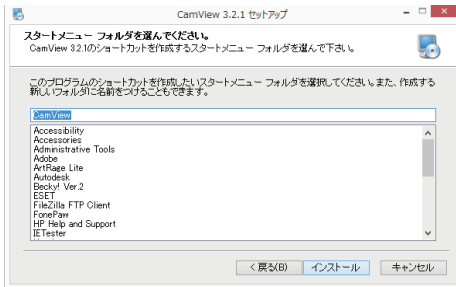 CamView 3.2.1 セットアップ
スタートメニュー フォルダを選んでください。
CamView 3.2.1のショートカットを作成するスタートメニュー フォルダを選んで下さい。
このプログラムのショートカットを作成したいスタートメニュー フォルダを選択してください。また、作成する
新しいフォルダに名前をつけることもできます。
CamView
Accessibility
Accessories
Administrative Tools
Adobe
ArtRage Lite
Autodesk
Becky! Ver.2
ESET
FileZilla FTP Client
FonePaw
HP Help and Support
IETester
< 戻る(B)
インストール
キャンセル